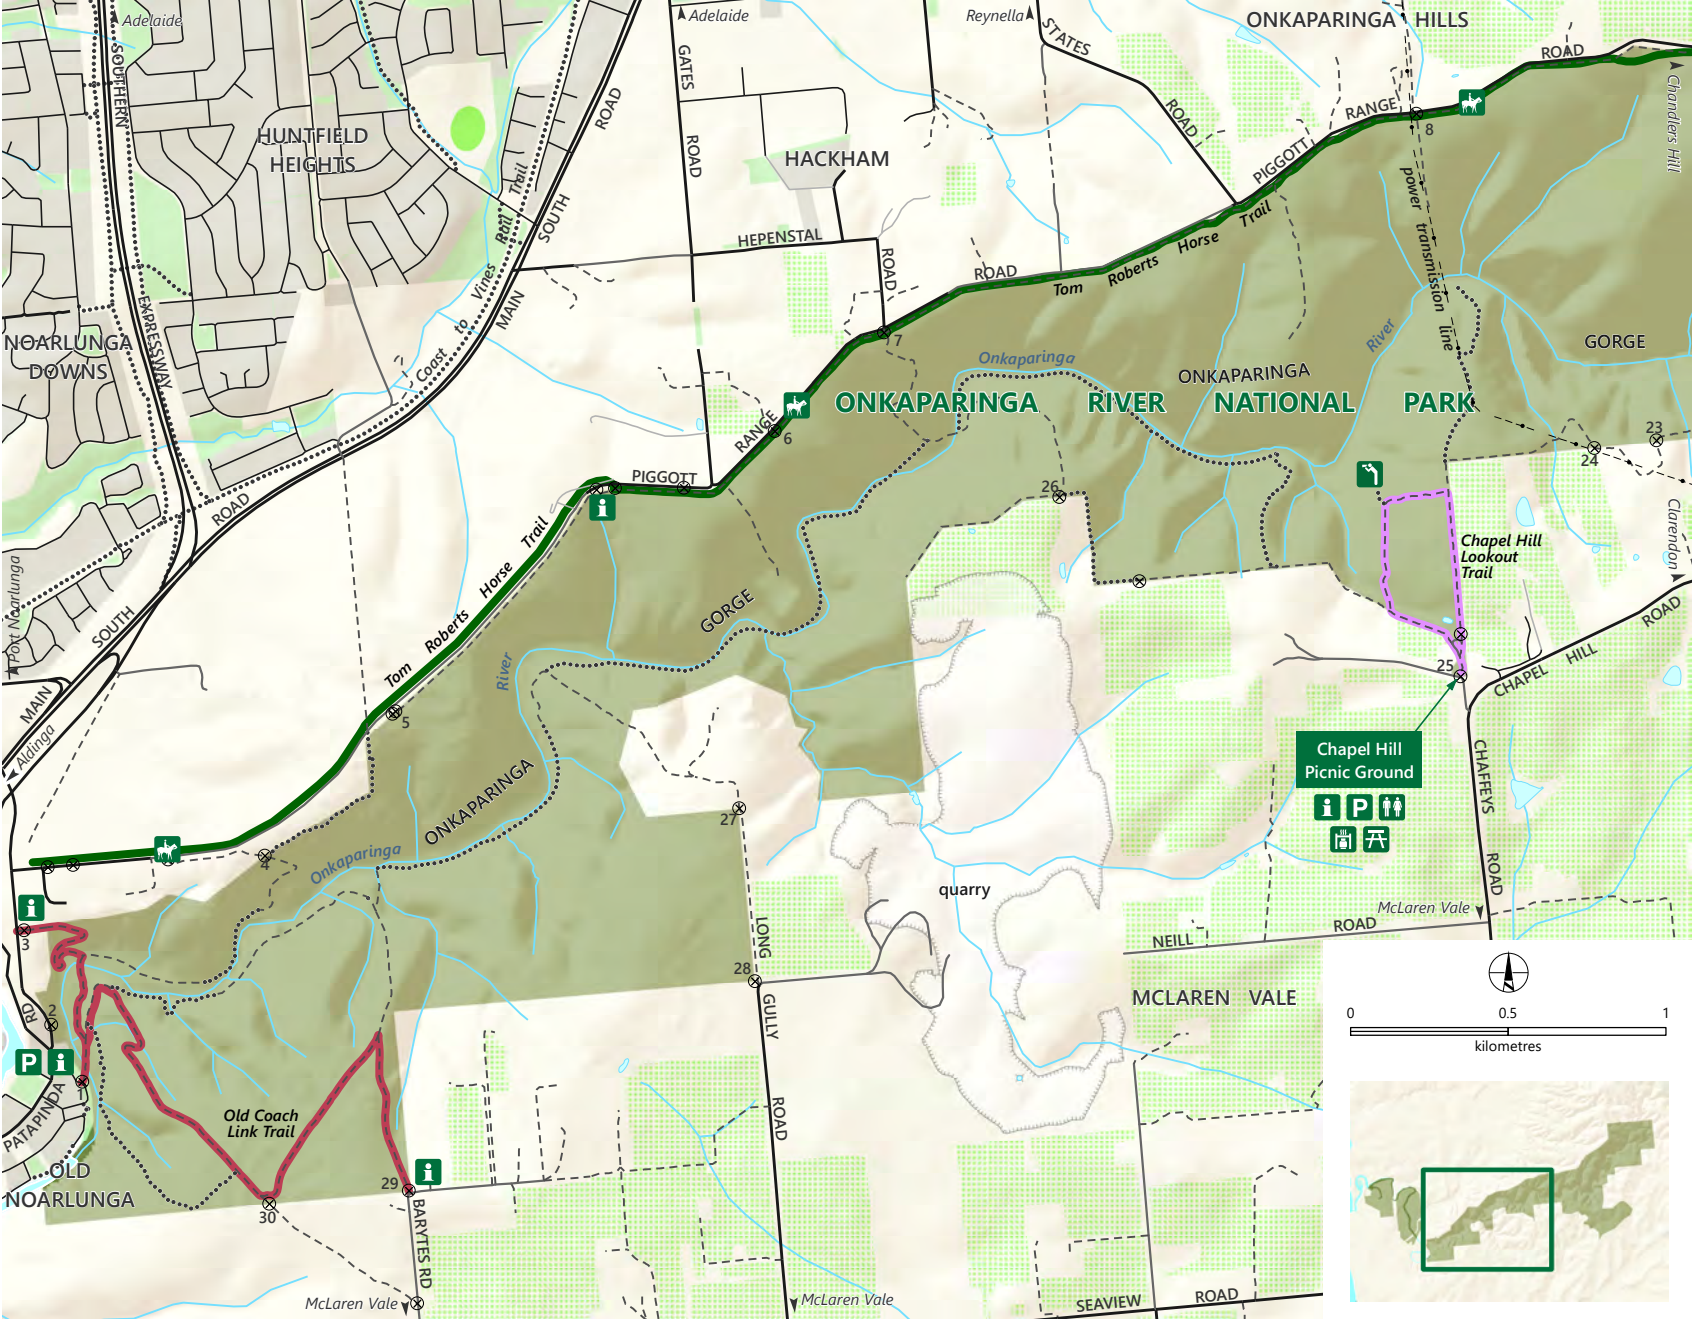 Adelaide
Adelaide
Reynella
ONKAPARINGA HILLS
STATES
ROAD
SOUTHERN
EXPRESSWAY
HUNTFIELD
HEIGHTS
ROAD
SOUTH
MAIN
Coast to Vines Rail Trail
GATES
ROAD
HACKHAM
HEPENSTAL
ROAD
ROAD
PIGGOTT
RANGE
ROAD
8
Chandlers Hill
power transmission line
Tom Roberts Horse Trail
ROAD
7
NOARLUNGA
DOWNS
Onkaparinga
River
ONKAPARINGA
GORGE
ONKAPARINGA RIVER NATIONAL PARK
RANGE
6
PIGGOTT
23
24
26
Clarendon
Chapel Hill
Lookout
Trail
ROAD
SOUTH
MAIN
Port Noarlunga
Aldinga
Tom Roberts Horse Trail
5
GORGE
River
ONKAPARINGA
25
CHAPEL HILL ROAD
Chapel Hill
Picnic Ground
i P
CHAFFEYS
ROAD
27
4
Onkaparinga
quarry
McLaren Vale
NEILL ROAD
i
3
LONG
GULLY
ROAD
28
MCLAREN VALE
2
RD
P i
1
PATAPINDA
Old Coach
Link Trail
OLD
NOARLUNGA
i
29
30
BARYTES RD
McLaren Vale
McLaren Vale
SEAVIEW ROAD
0 0.5 1
kilometres